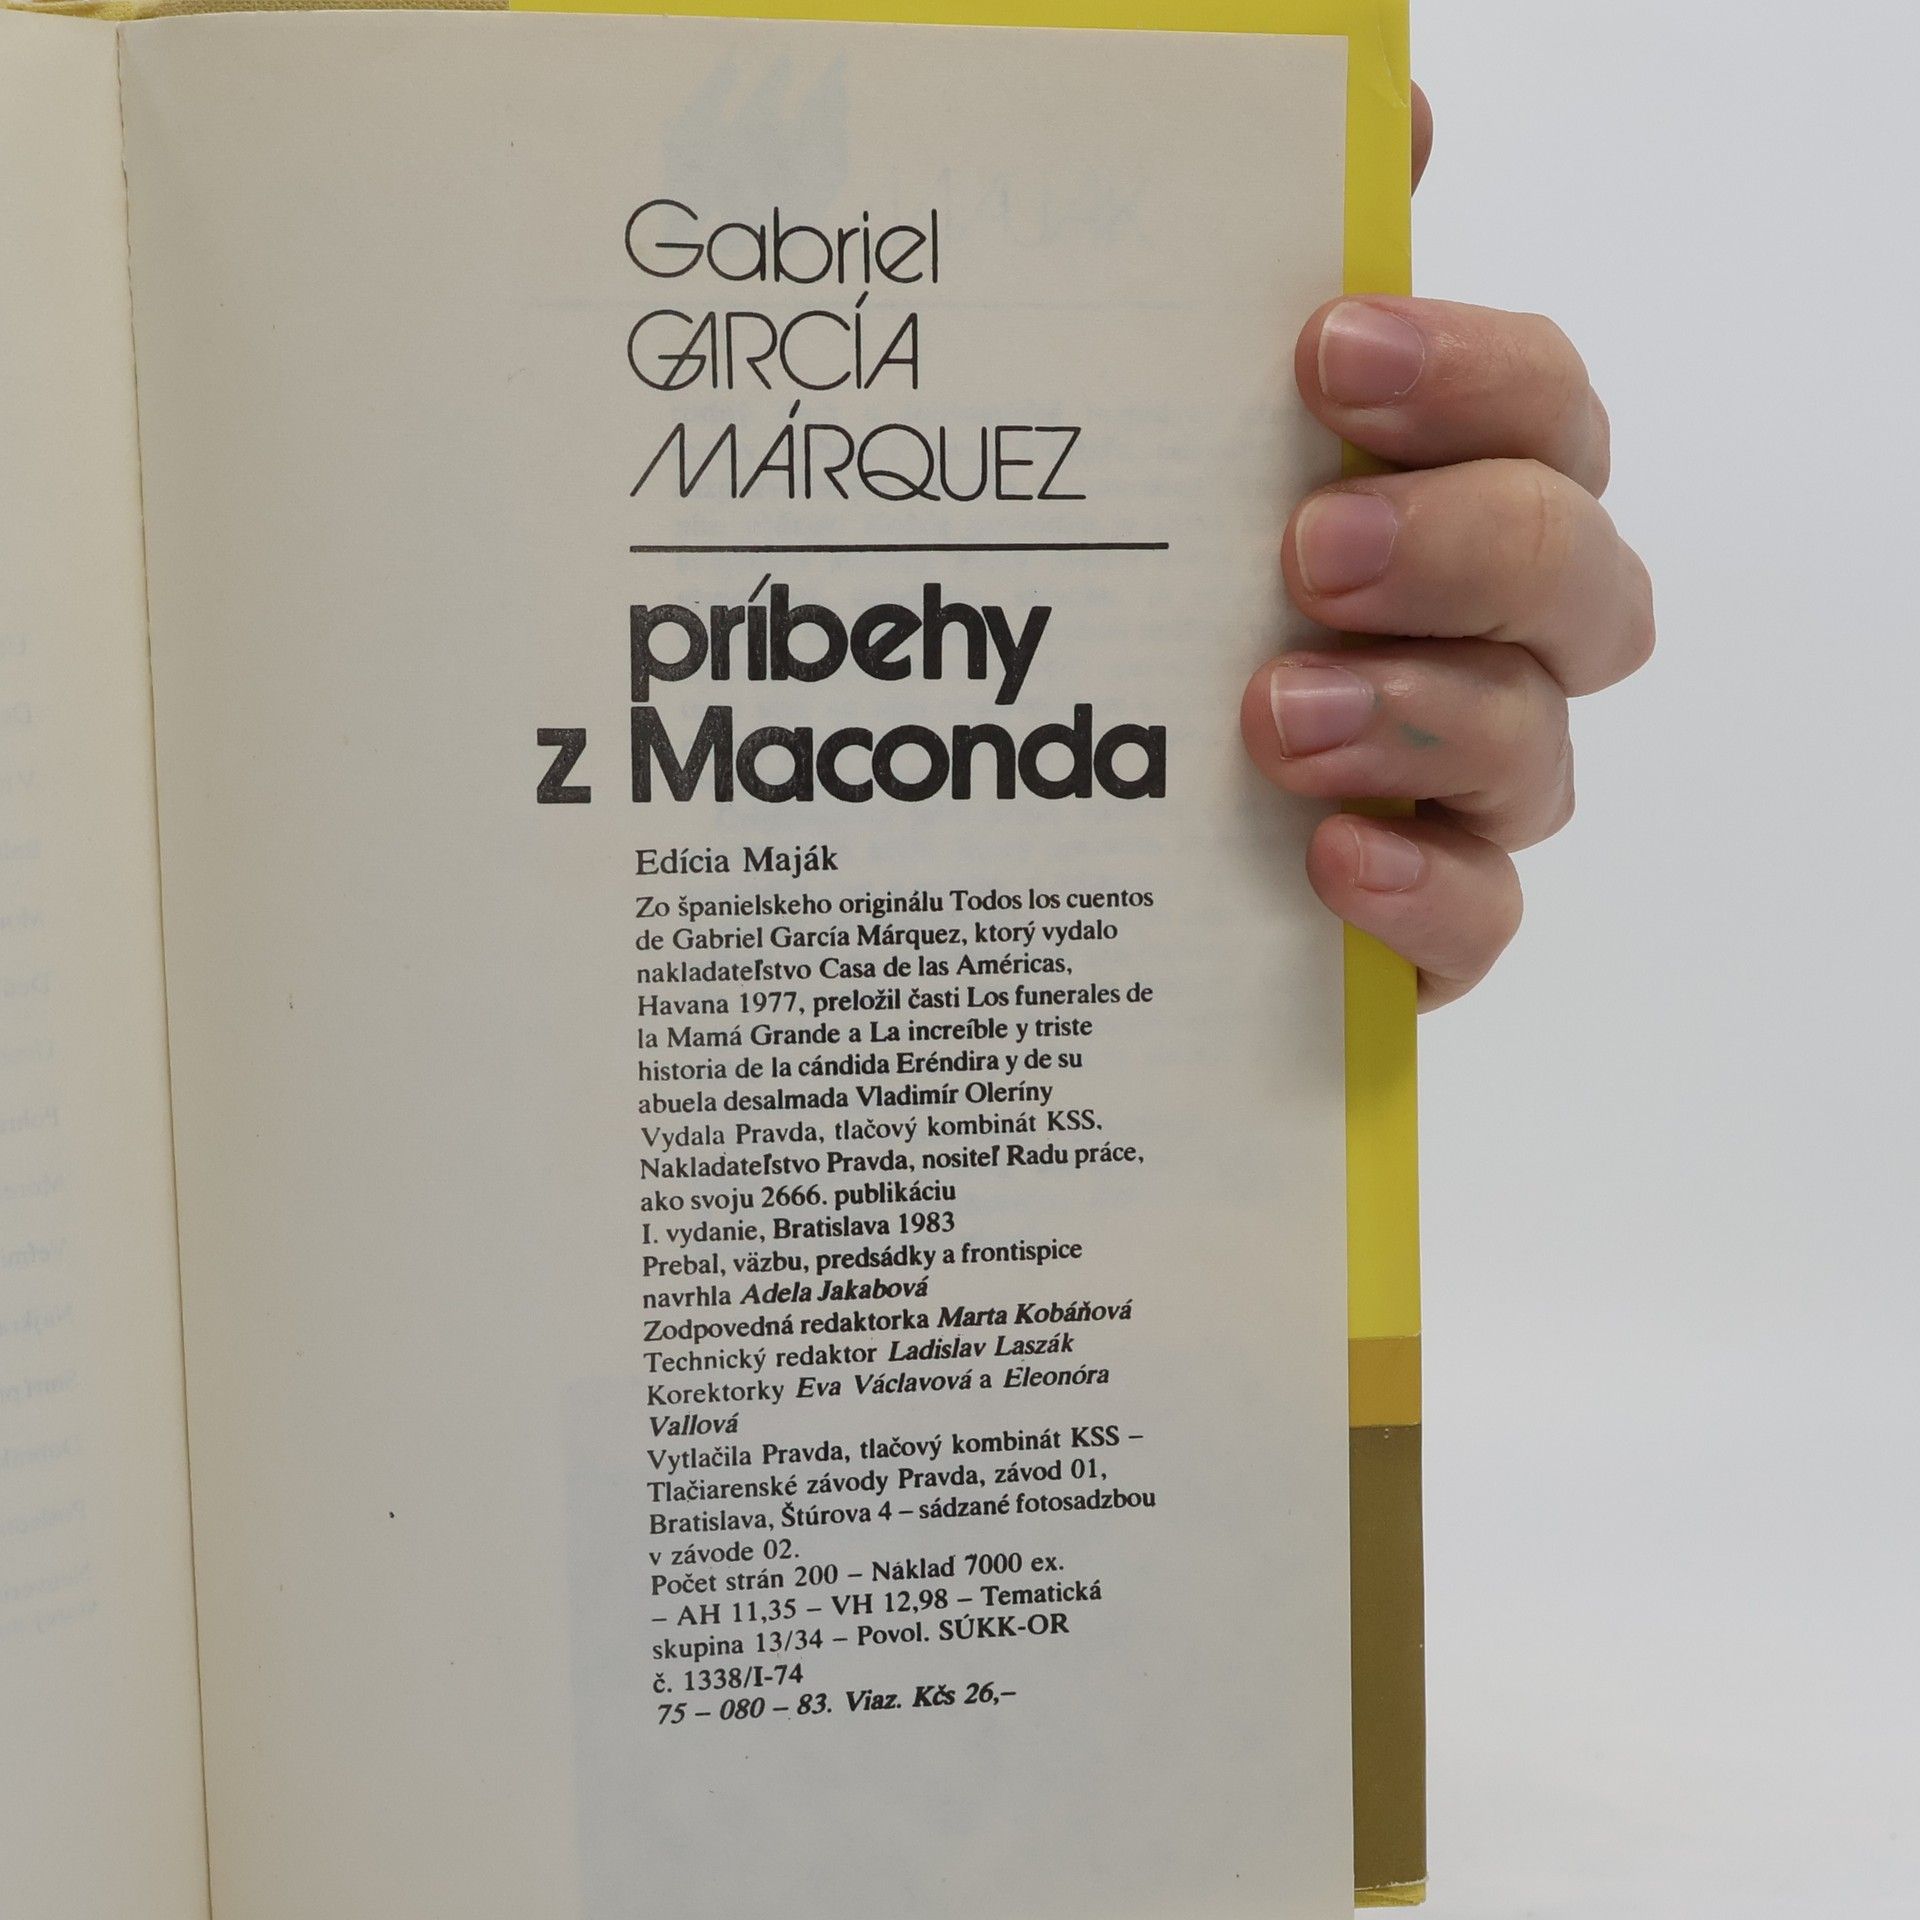 Gabriel
GARCÍA
MÁRQUEZ
príbehy
z Maconda
Edícia Maják
Zo španielskeho originálu Todos los cuentos
de Gabriel García Márquez, ktorý vydalo
nakladateľstvo Casa de las Américas,
Havana 1977, preložil časti Los funerales de
la Mamá Grande a La increíble y triste
historia de la cándida Eréndira y de su
abuela desalmada Vladimír Oleríny
Vydala Pravda, tlačový kombinát KSS.
Nakladateľstvo Pravda, nositeľ Radu práce,
ako svoju 2666. publikáciu
I. vydanie, Bratislava 1983
Prebal, väzbu, predsádky a frontispice
navrhla Adela Jakabová
Zodpovedná redaktorka Marta Kobáňová
Technický redaktor Ladislav Laszák
Korektorky Eva Václavová a Eleonóra
Vallová
Vytlačila Pravda, tlačový kombinát KSS –
Tlačiarenské závody Pravda, závod 01,
Bratislava, Štúrova 4 – sádzané fotosadzbou
v závode 02.
Počet strán 200 – Náklad 7000 ex.
– AH 11,35 – VH 12,98 – Tematická
skupina 13/34 – Povol. SÚKK-OR
č. 1338/I-74
75 – 080 – 83. Viaz. Kčs 26,–